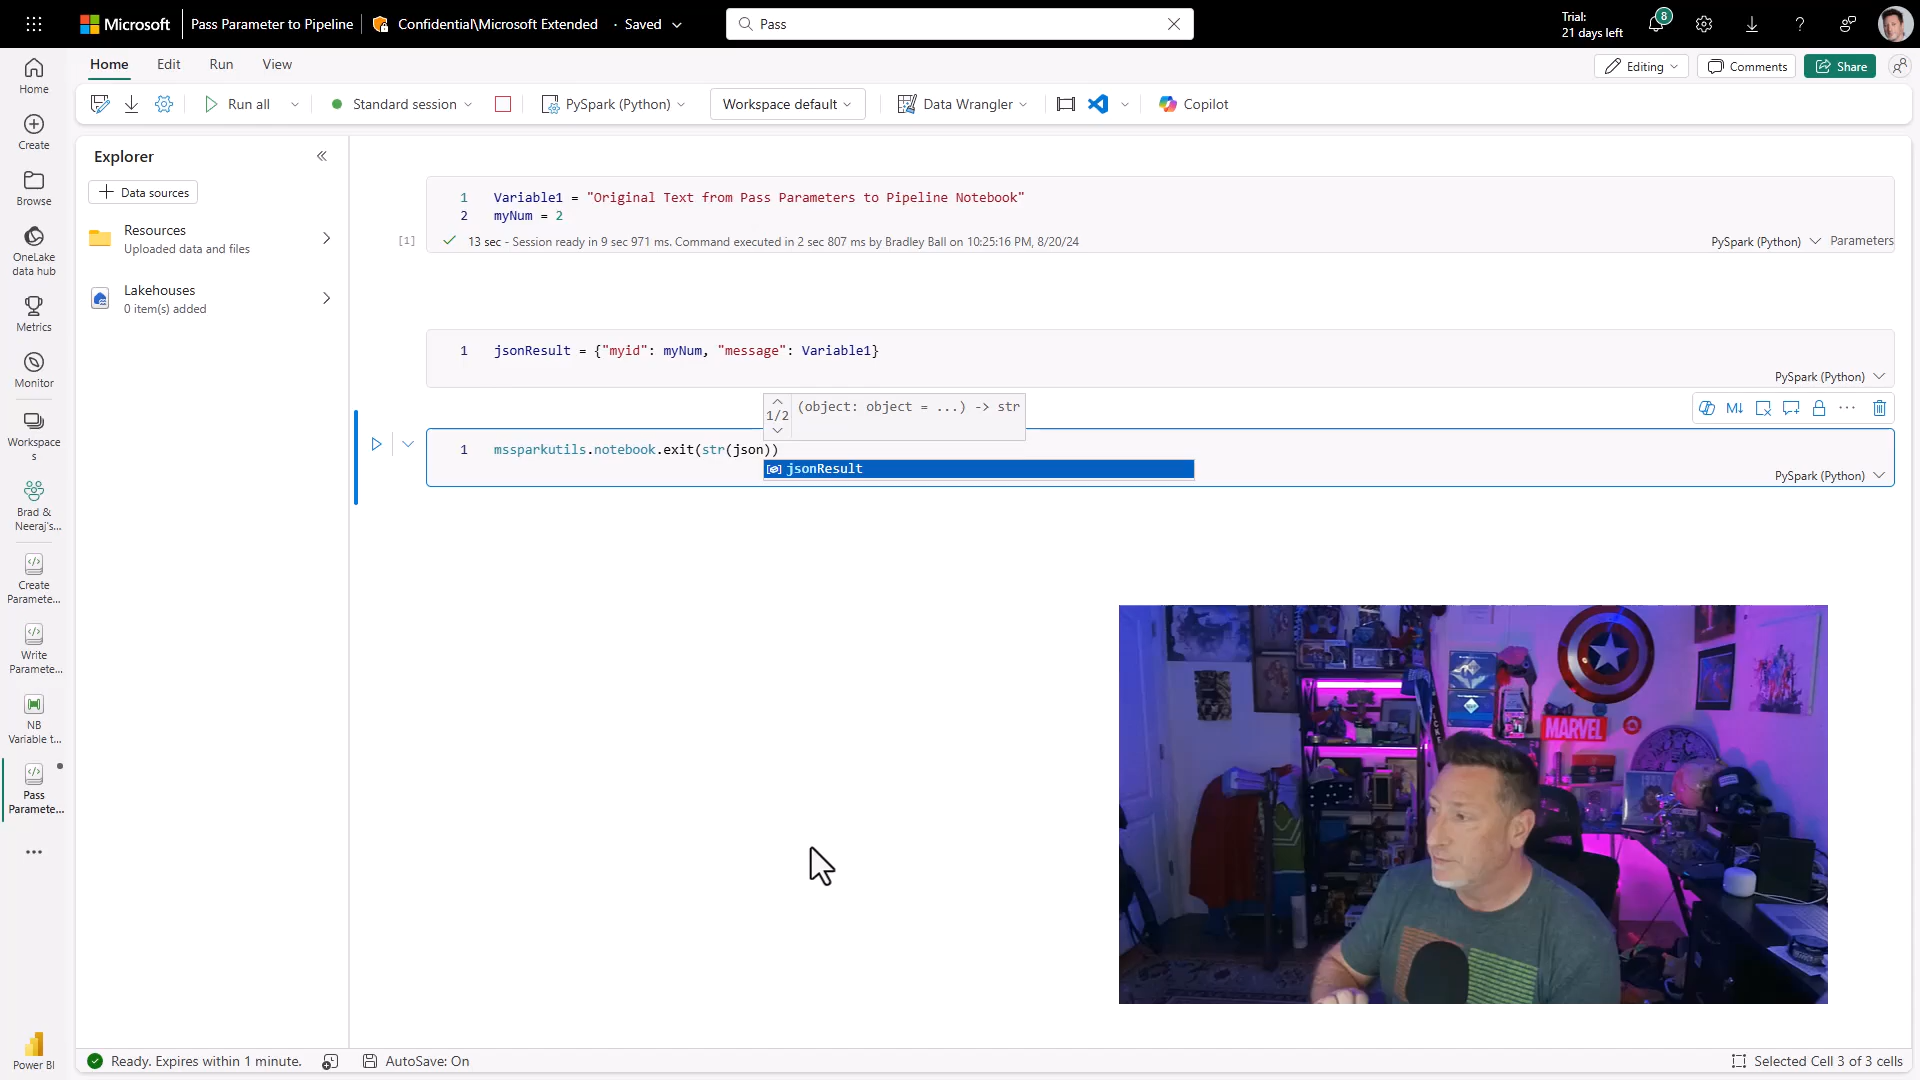 Microsoft
Pass Parameter to Pipeline
Confidential\Microsoft Extended
· Saved
Pass
Trial:
21 days left
8
Home
Edit
Run
View
Editing
Comments
Share
Run all
Standard session
PySpark (Python)
Workspace default
Data Wrangler
Copilot
Home
Create
Browse
OneLake
data hub
Metrics
Monitor
Workspace
s
Brad &
Neeraj's...
Create
Paramete...
Write
Paramete...
NB
Variable t...
Pass
Paramete...
Power BI
Explorer
Data sources
Resources
Uploaded data and files
Lakehouses
0 item(s) added
1 Variable1 = "Original Text from Pass Parameters to Pipeline Notebook"
2 myNum = 2
[1]
13 sec - Session ready in 9 sec 971 ms. Command executed in 2 sec 807 ms by Bradley Ball on 10:25:16 PM, 8/20/24
PySpark (Python)
Parameters
1 jsonResult = {"myid": myNum, "message": Variable1}
PySpark (Python)
1/2
(object: object = ...) -> str
M↓
1 mssparkutils.notebook.exit(str(json))
jsonResult
PySpark (Python)
MARVEL
Ready. Expires within 1 minute.
AutoSave: On
Selected Cell 3 of 3 cells